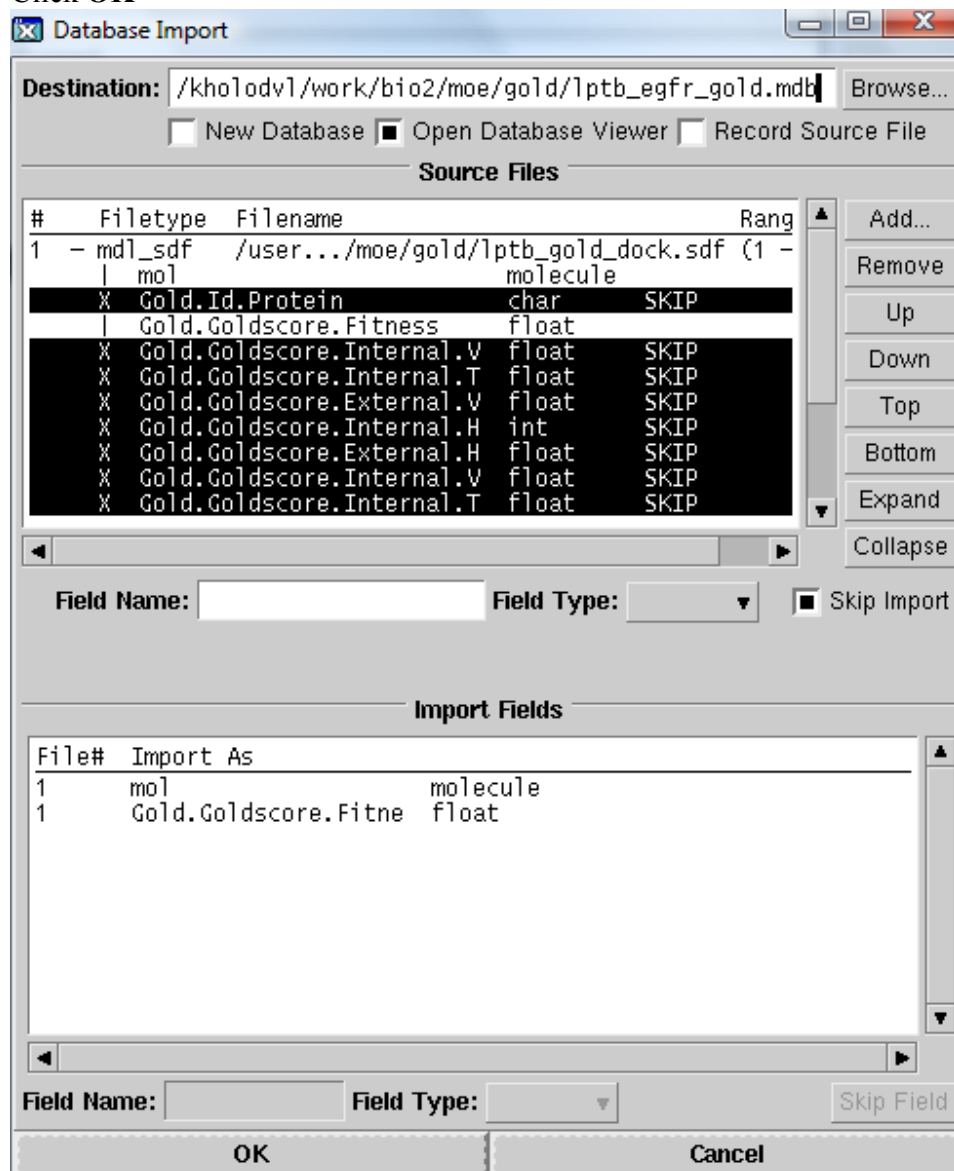 Click OK
Database Import
Destination: /kholodvl/work/bio2/moe/gold/lptb_egfr_gold.mdb Browse...
New Database Open Database Viewer Record Source File
Source Files
# Filetype Filename Rang
1 – mdl_sdf /user.../moe/gold/lptb_gold_dock.sdf (1 –
| mol molecule
X Gold.Id.Protein char SKIP
| Gold.Goldscore.Fitness float
X Gold.Goldscore.Internal.V float SKIP
X Gold.Goldscore.Internal.T float SKIP
X Gold.Goldscore.External.V float SKIP
X Gold.Goldscore.Internal.H int SKIP
X Gold.Goldscore.External.H float SKIP
X Gold.Goldscore.Internal.V float SKIP
X Gold.Goldscore.Internal.T float SKIP
Add...
Remove
Up
Down
Top
Bottom
Expand
Collapse
Field Name: Field Type: Skip Import
Import Fields
File# Import As
1 mol molecule
1 Gold.Goldscore.Fitne float
Field Name: Field Type: Skip Field
OK Cancel